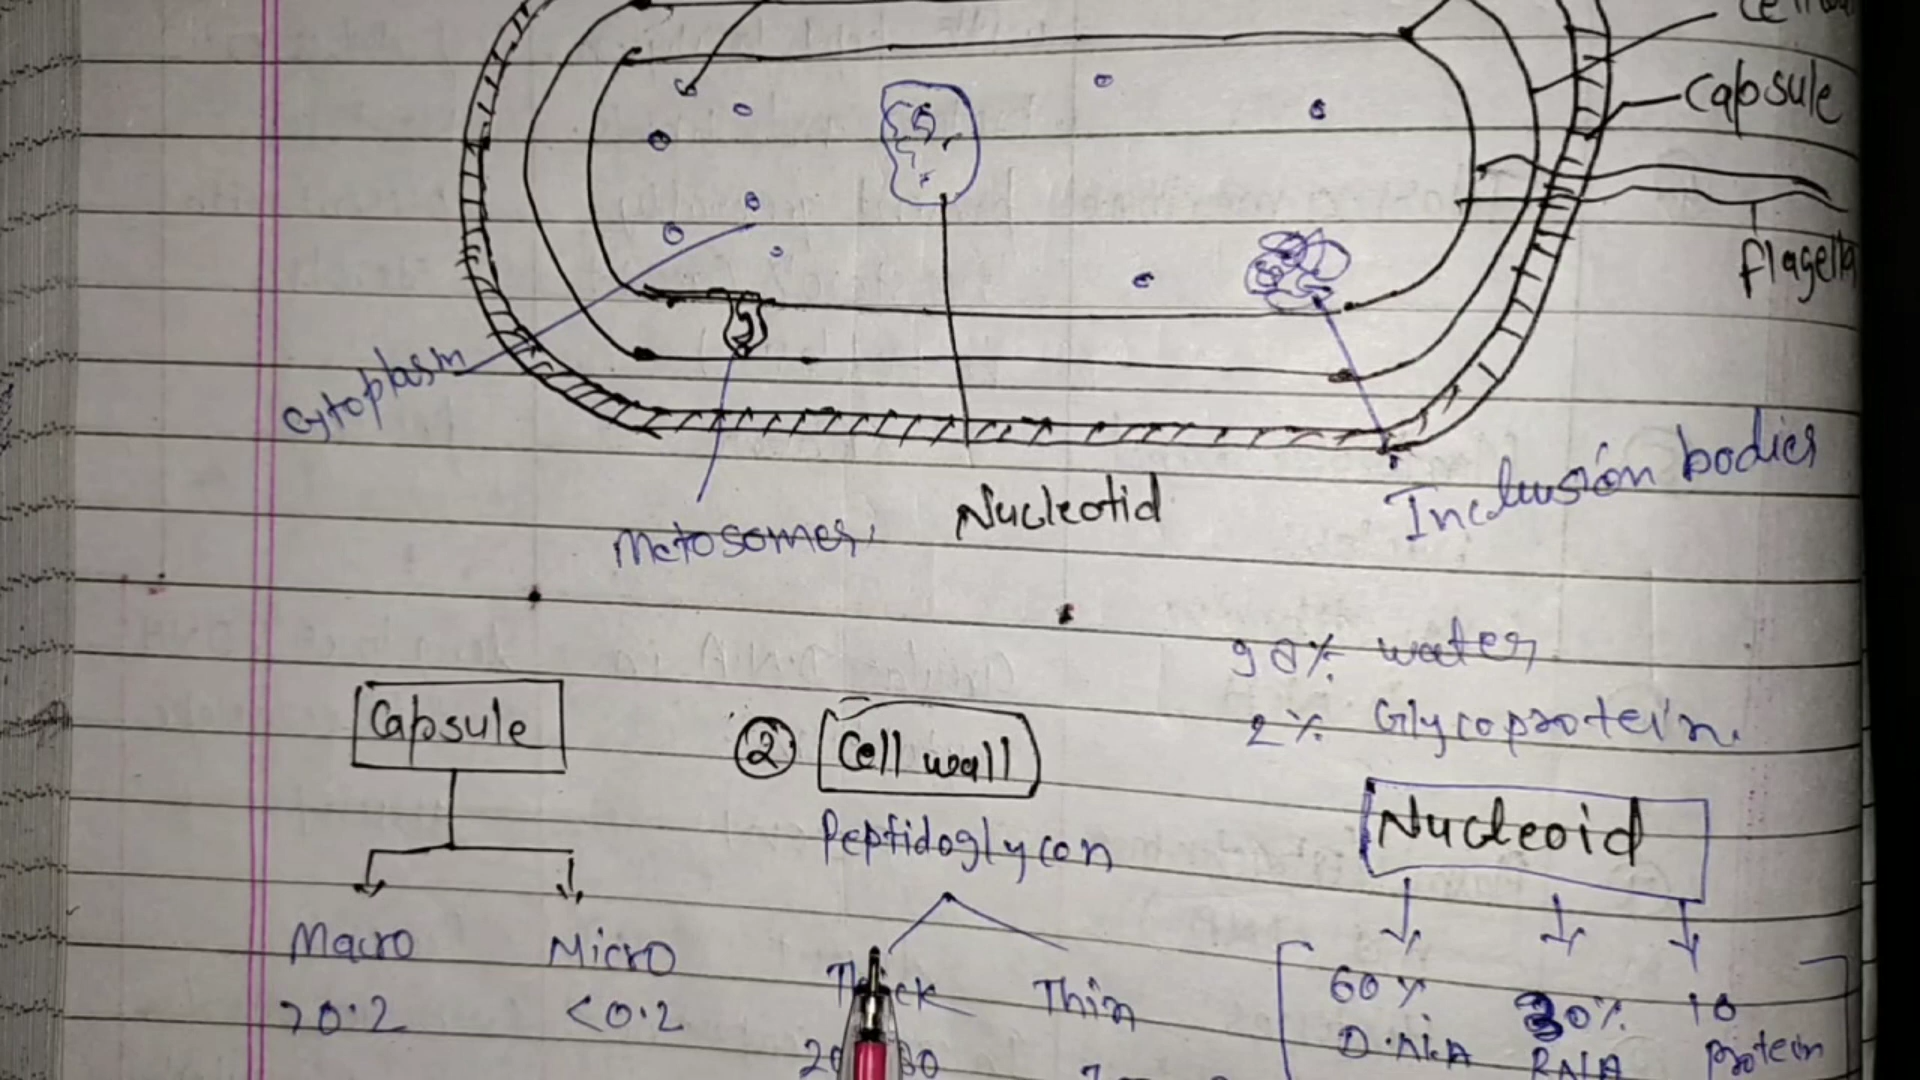 Capsule
flagella
Cytoplasm
Inclusion bodies
Nucleotid
Metosomes,
98% water
2% Glycoprotein.
Capsule
2 Cell wall
Peptidoglycon
Nucleoid
Macro Micro
>0.2 <0.2
Thick Thin
60% 30% 10
D.NA RNA Protein